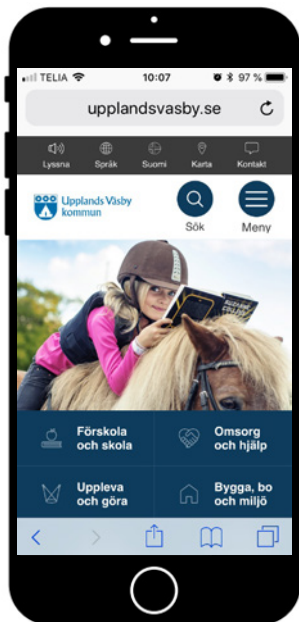 TELIA 10:07 97 %
upplandsvasby.se
Lyssna Språk Suomi Karta Kontakt
Upplands Väsby
kommun
Sök Meny
Förskola
och skola
Omsorg
och hjälp
Uppleva
och göra
Bygga, bo
och miljö